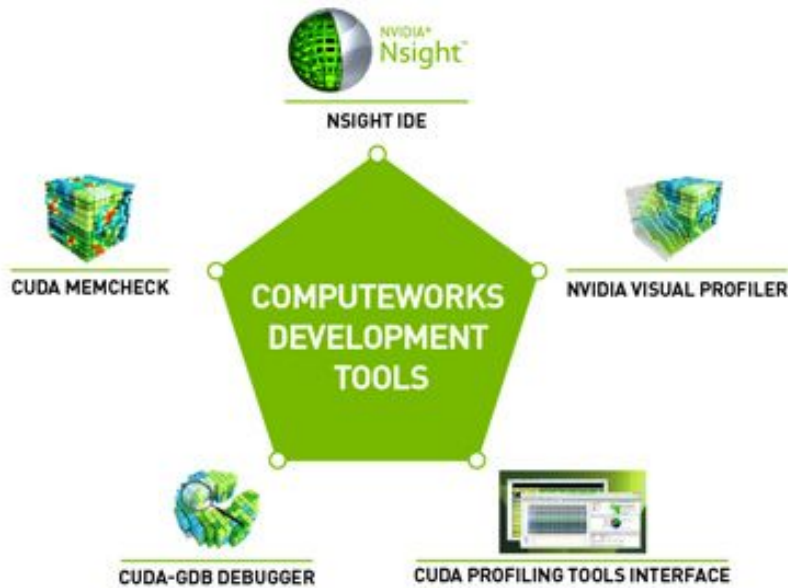 NVIDIA®
Nsight™
NSIGHT IDE
CUDA MEMCHECK
NVIDIA VISUAL PROFILER
COMPUTEWORKS
DEVELOPMENT
TOOLS
CUDA-GDB DEBUGGER
CUDA PROFILING TOOLS INTERFACE